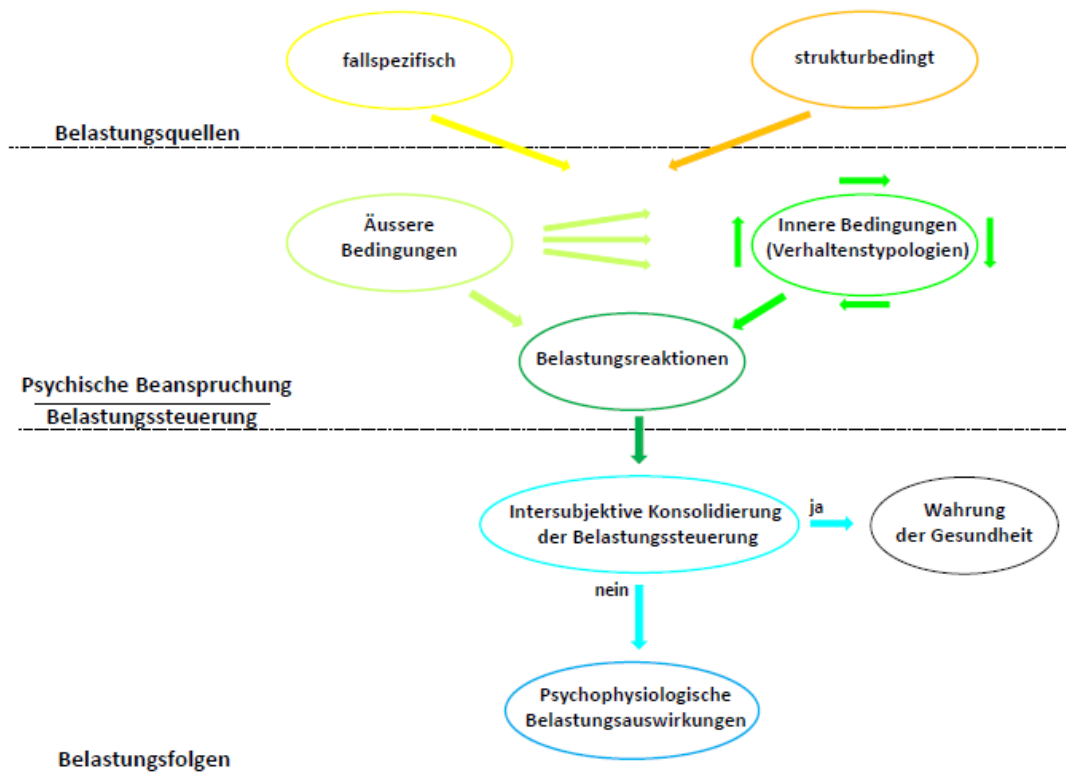 fallspezifisch
strukturbedingt
Belastungsquellen
Äussere
Bedingungen
Innere Bedingungen
(Verhaltenstypologien)
Belastungsreaktionen
Psychische Beanspruchung
Belastungssteuerung
Intersubjektive Konsolidierung
der Belastungssteuerung
ja
Wahrung
der Gesundheit
nein
Psychophysiologische
Belastungsauswirkungen
Belastungsfolgen